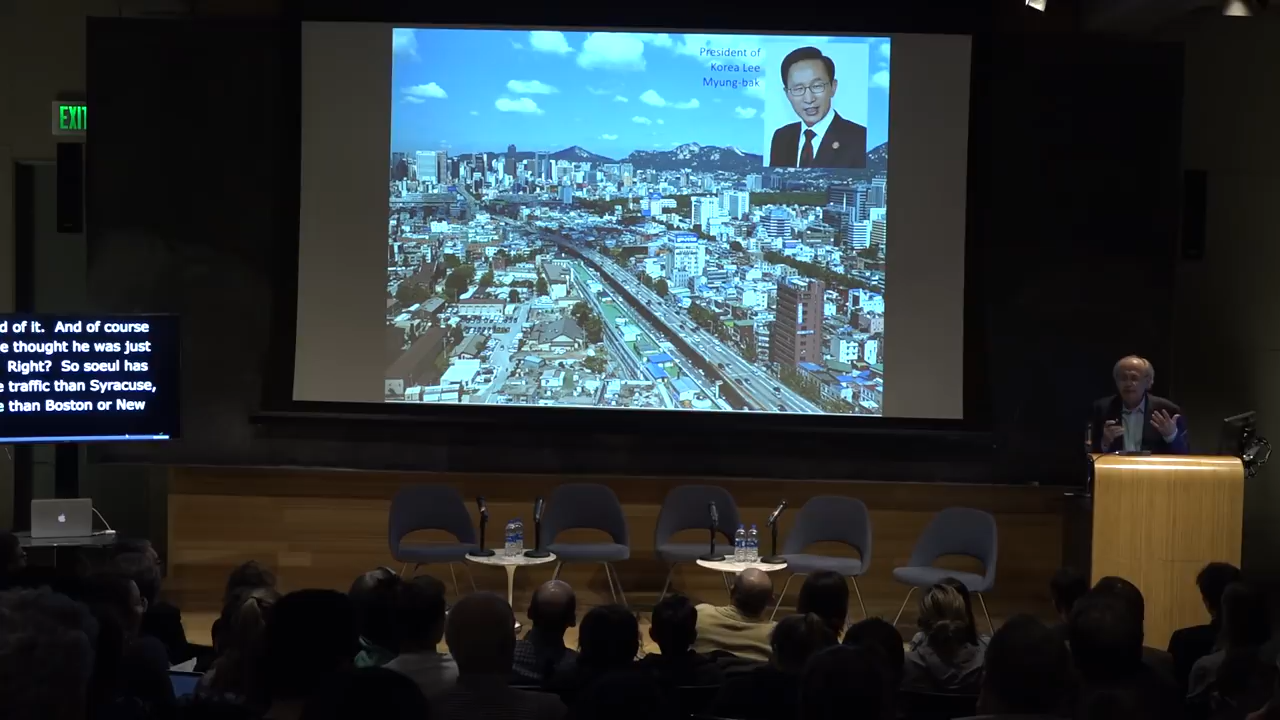 President of
Korea Lee
Myung-bak
EXIT
d of it.  And of course
e thought he was just
Right?  So soeul has
e traffic than Syracuse,
e than Boston or New